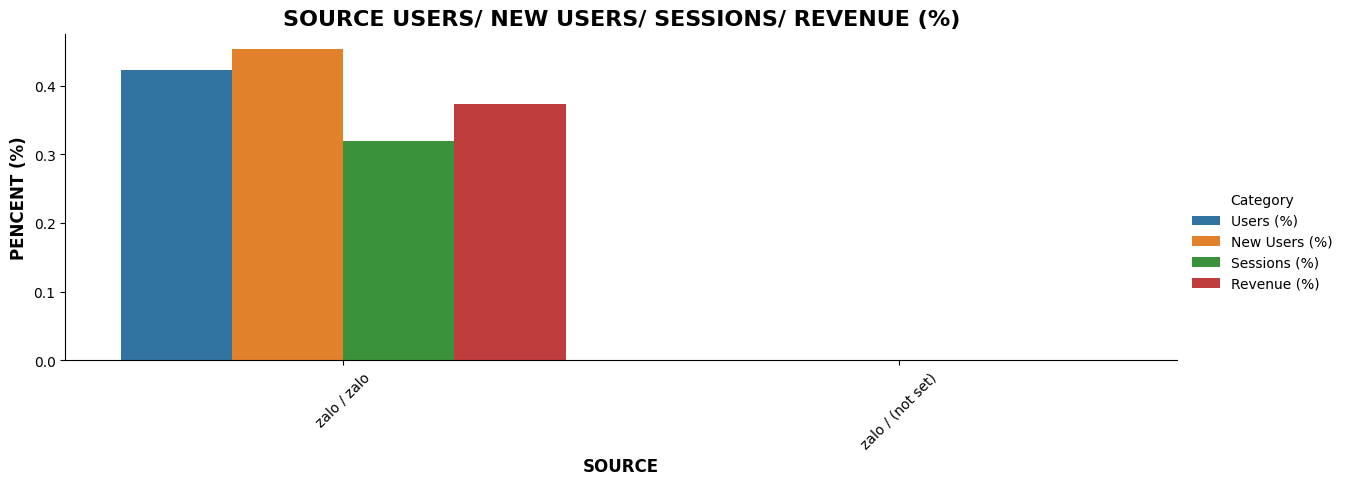 SOURCE USERS/ NEW USERS/ SESSIONS/ REVENUE (%)
PENCENT (%)
0.4
0.3
0.2
0.1
0.0
zalo / zalo
zalo / (not set)
SOURCE
Category
Users (%)
New Users (%)
Sessions (%)
Revenue (%)